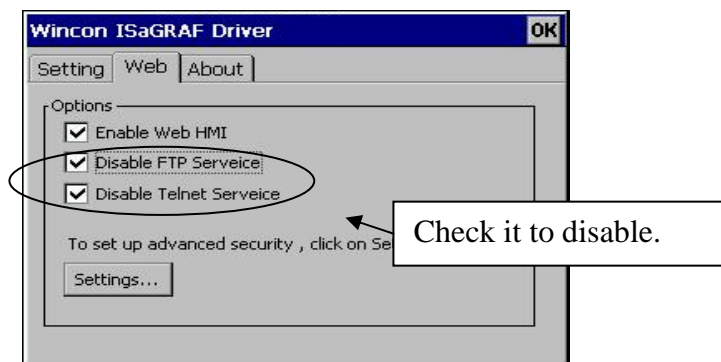 Wincon ISaGRAF Driver OK
Setting Web About
Options
Enable Web HMI
Disable FTP Serveice
Disable Telnet Serveice
Check it to disable.
To set up advanced security , click on Se
Settings...